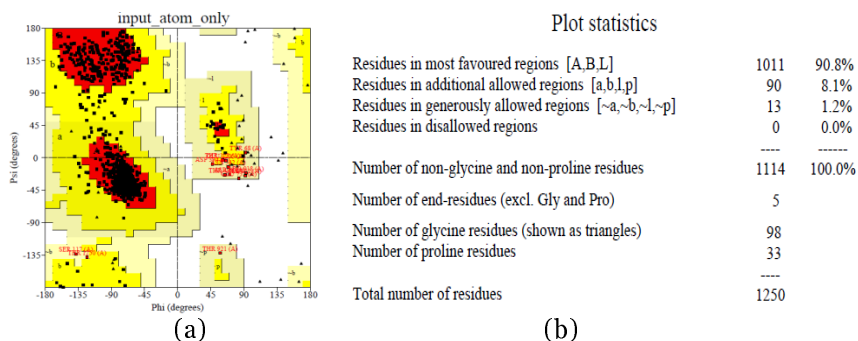 input_atom_only
180
135
90
45
0
-45
-90
-135
Psi (degrees)
b
~b
~l
l
a
~a
SER 117 (A)
~b
b
~p
p
~b
-180 -135 -90 -45 0 45 90 135 180
Phi (degrees)
(a)
Plot statistics
Residues in most favoured regions [A,B,L] 1011 90.8%
Residues in additional allowed regions [a,b,l,p] 90 8.1%
Residues in generously allowed regions [~a,~b,~l,~p] 13 1.2%
Residues in disallowed regions 0 0.0%
---- ------
Number of non-glycine and non-proline residues 1114 100.0%
Number of end-residues (excl. Gly and Pro) 5
Number of glycine residues (shown as triangles) 98
Number of proline residues 33
----
Total number of residues 1250
(b)